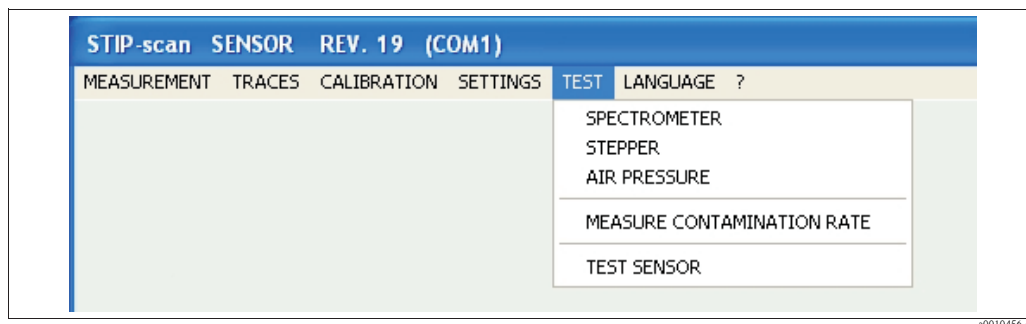 STIP-scan SENSOR REV. 19 (COM1)
MEASUREMENT TRACES CALIBRATION SETTINGS TEST LANGUAGE ?
SPECTROMETER
STEPPER
AIR PRESSURE
MEASURE CONTAMINATION RATE
TEST SENSOR
a0010456